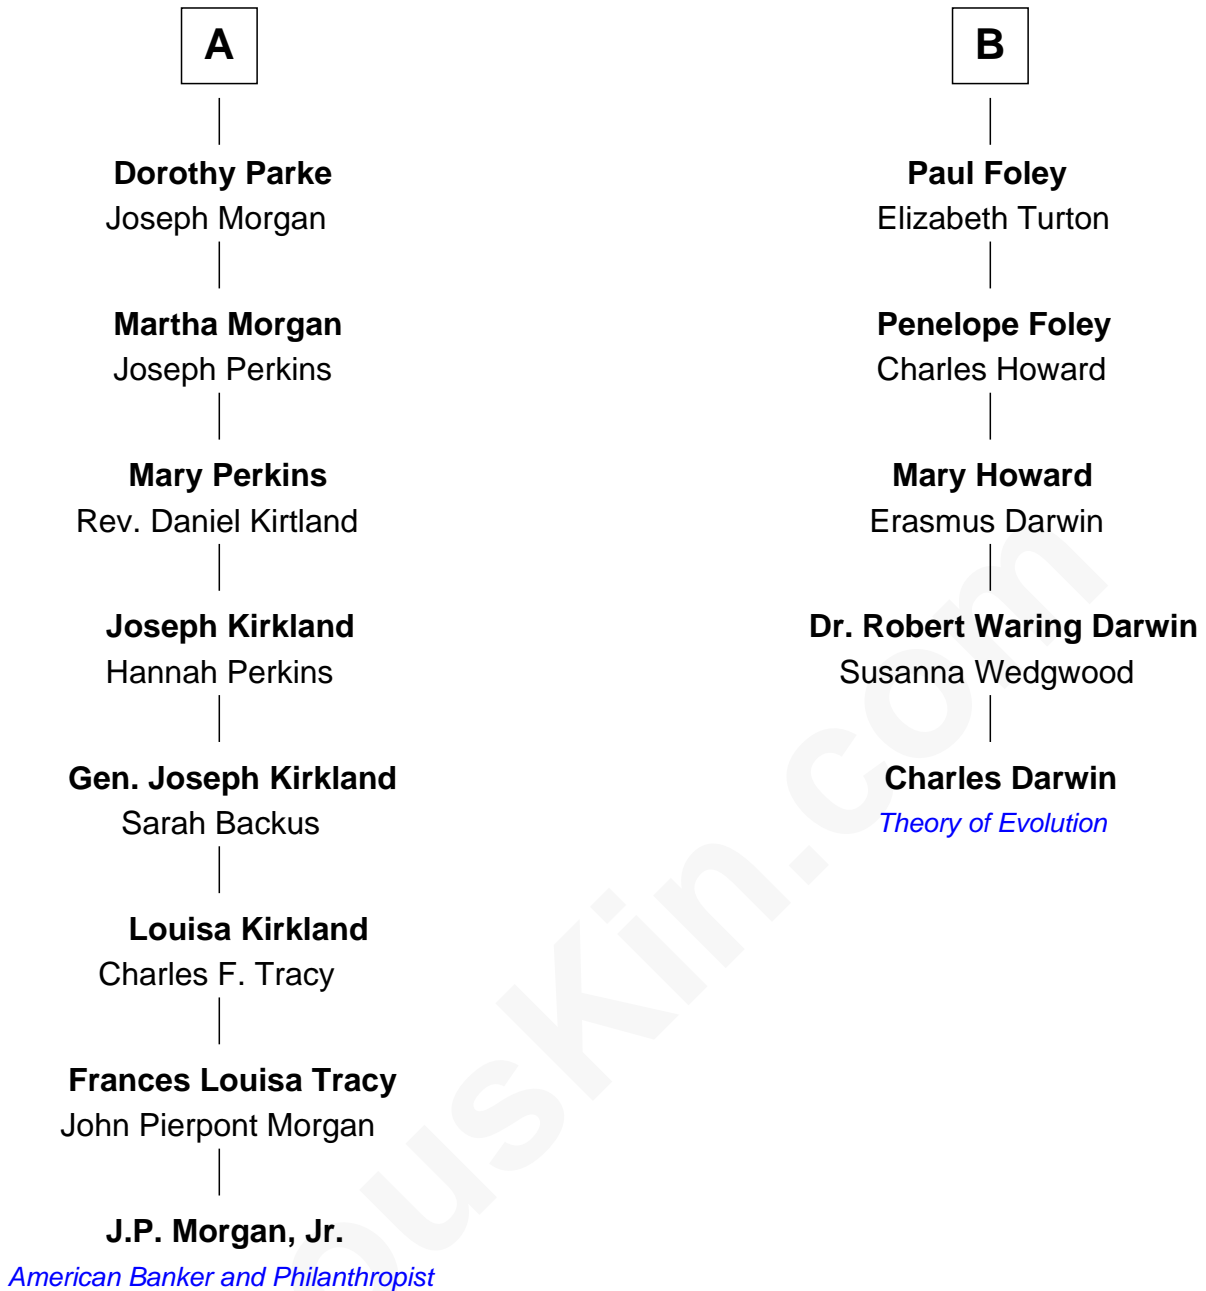 A
Dorothy Parke
Joseph Morgan
Martha Morgan
Joseph Perkins
Mary Perkins
Rev. Daniel Kirtland
Joseph Kirkland
Hannah Perkins
Gen. Joseph Kirkland
Sarah Backus
Louisa Kirkland
Charles F. Tracy
Frances Louisa Tracy
John Pierpont Morgan
J.P. Morgan, Jr.
American Banker and Philanthropist
B
Paul Foley
Elizabeth Turton
Penelope Foley
Charles Howard
Mary Howard
Erasmus Darwin
Dr. Robert Waring Darwin
Susanna Wedgwood
Charles Darwin
Theory of Evolution
ousKin.com